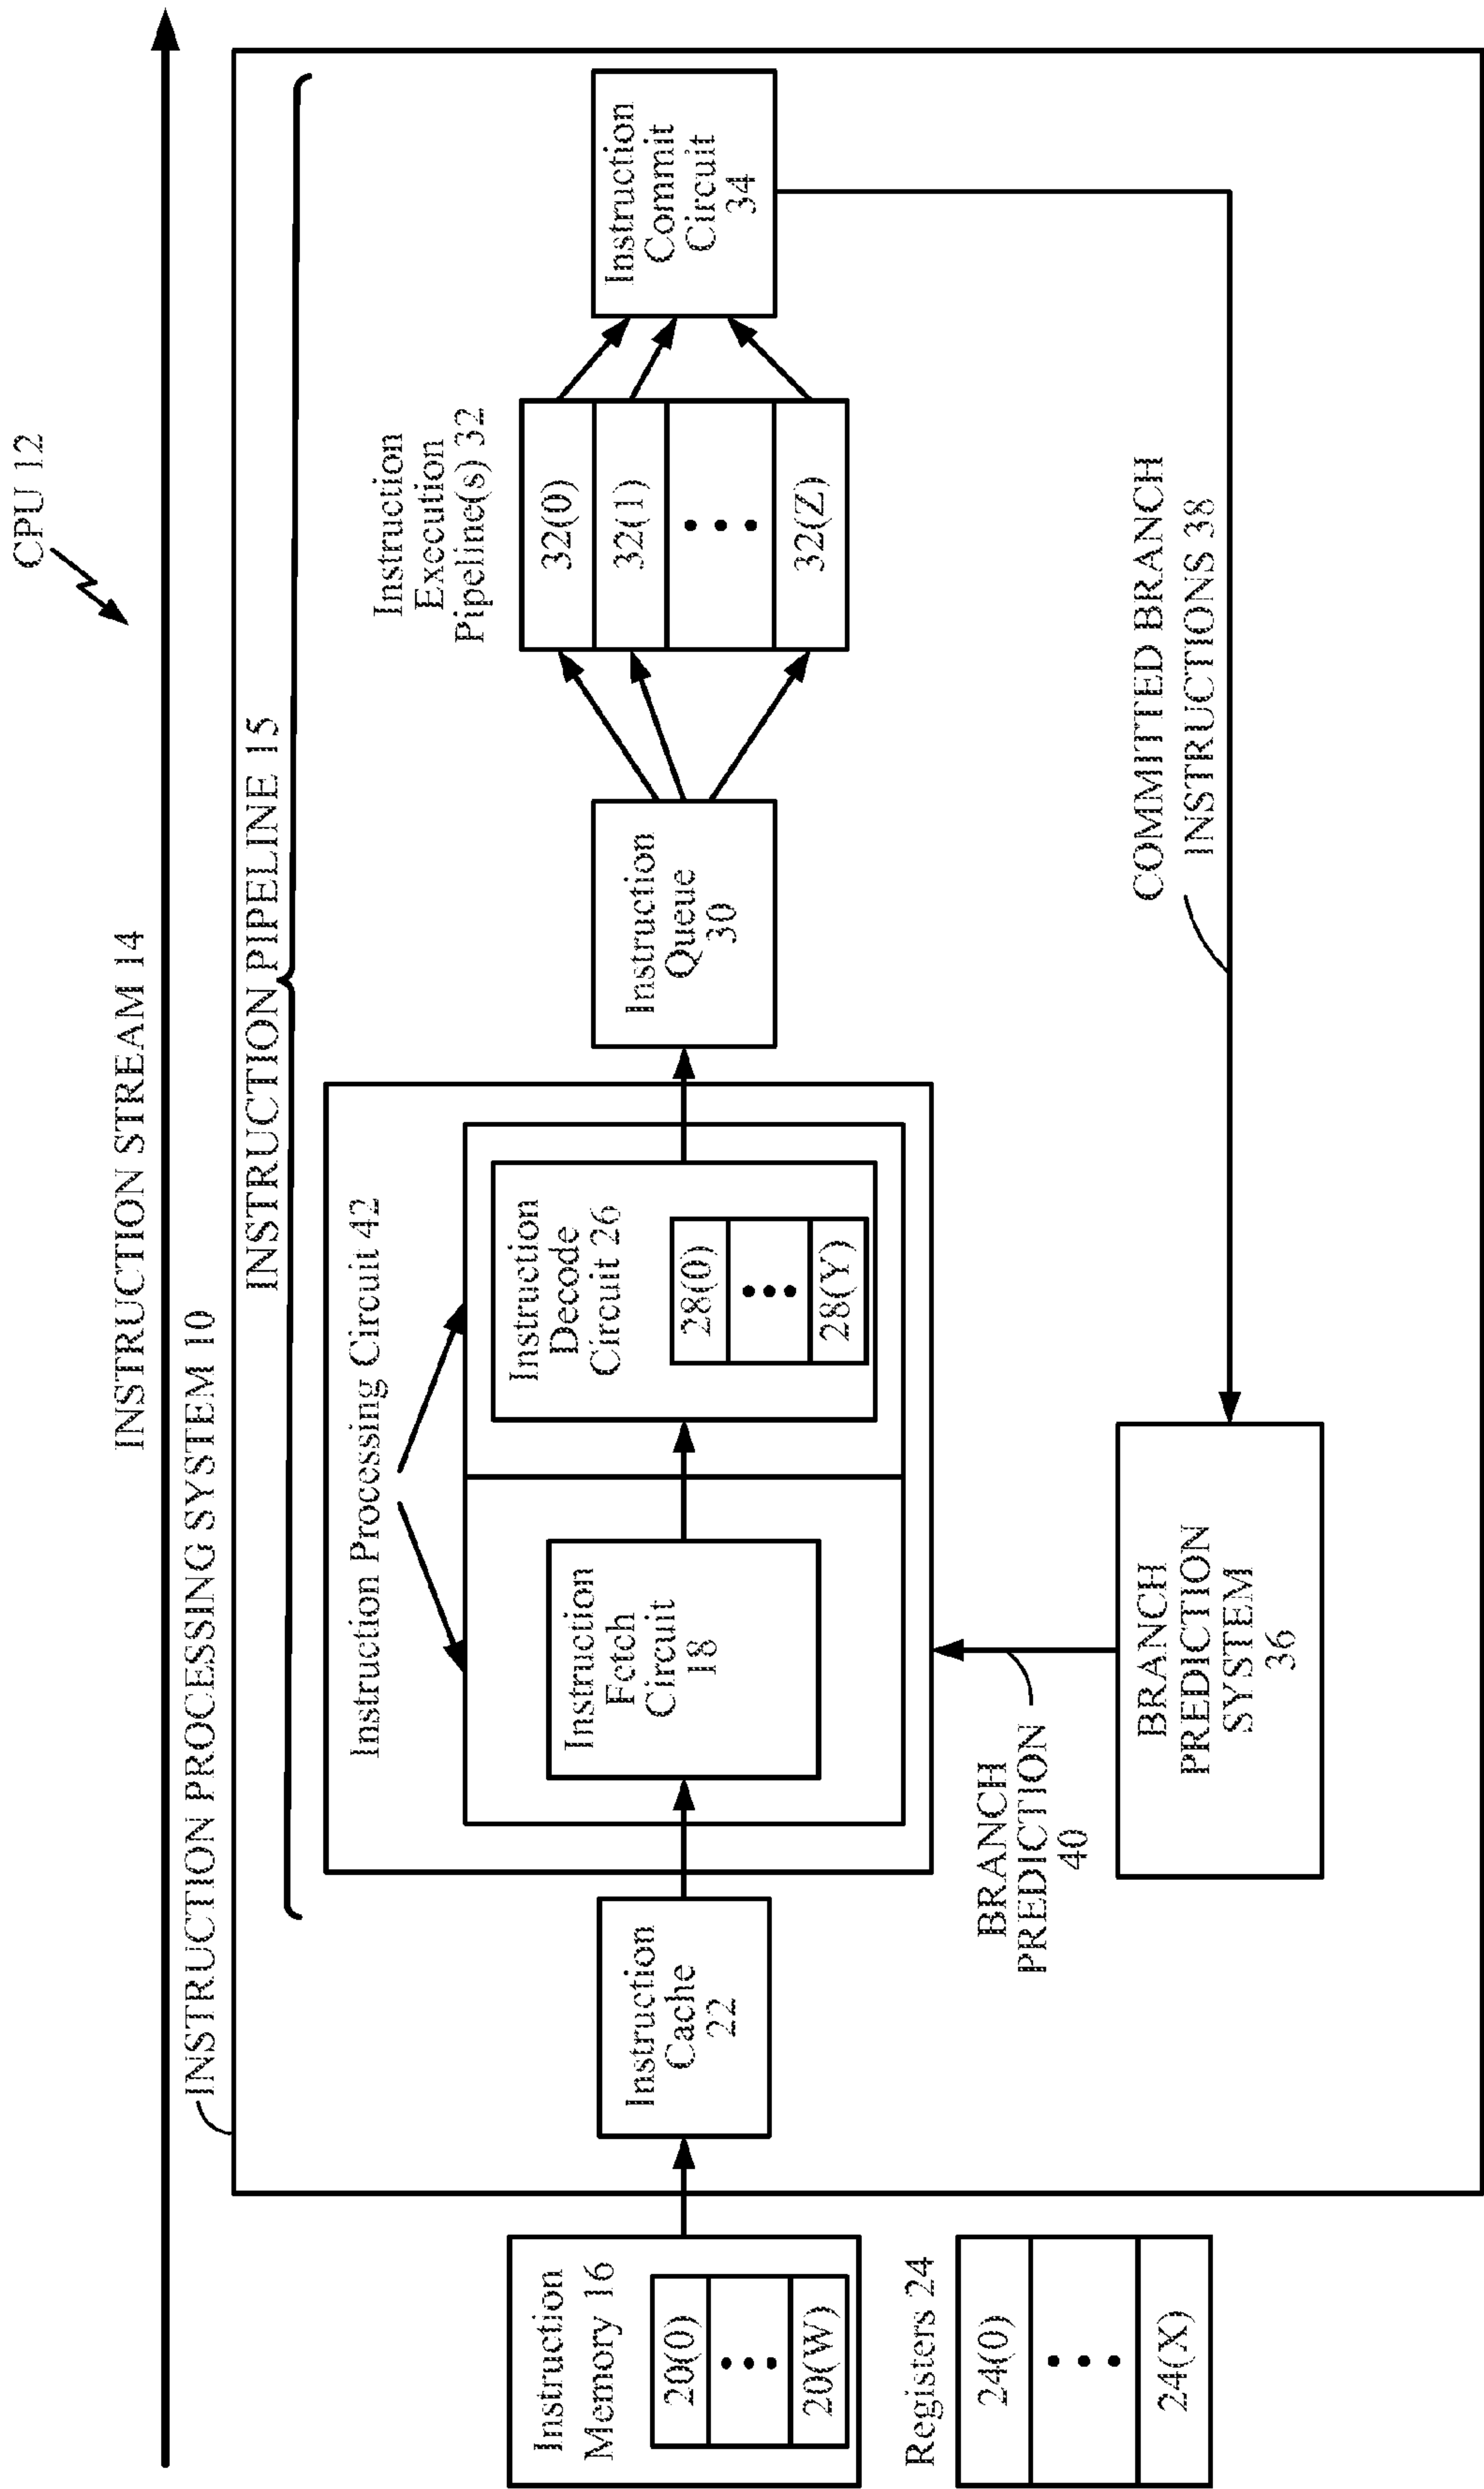 CPU 12
INSTRUCTION STREAM 14
INSTRUCTION PROCESSING SYSTEM 10
INSTRUCTION PIPELINE 15
Instruction
Memory 16
20(0)
20(W)
Registers 24
24(0)
24(X)
Instruction
Cache
22
Instruction Processing Circuit 42
Instruction
Fetch
Circuit
18
Instruction
Decode
Circuit 26
28(0)
28(Y)
Instruction
Queue
30
Instruction
Execution
Pipeline(s) 32
32(0)
32(1)
32(Z)
Instruction
Commit
Circuit
34
BRANCH
PREDICTION
40
BRANCH
PREDICTION
SYSTEM
36
COMMITTED BRANCH
INSTRUCTIONS 38